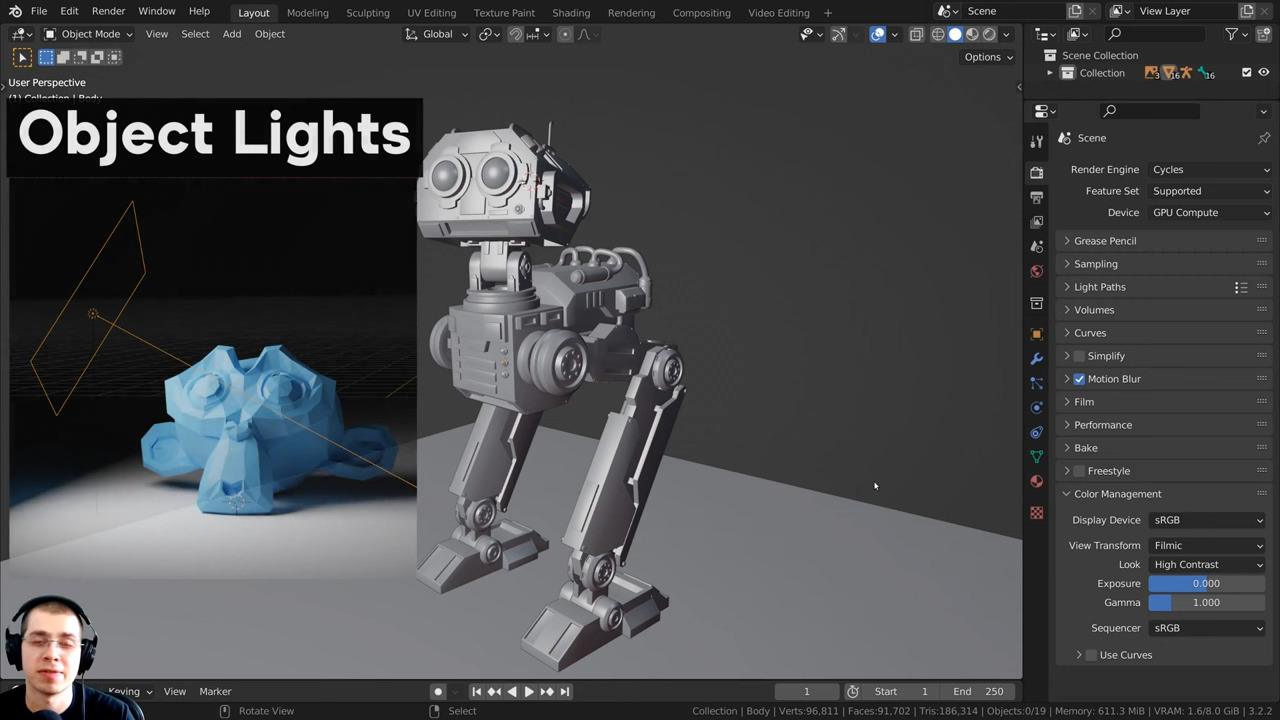 File Edit Render Window Help Layout Modeling Sculpting UV Editing Texture Paint Shading Rendering Compositing Video Editing + Scene View Layer
Object Mode View Select Add Object Global
Options
Scene Collection
Collection 3 16 16
User Perspective
(1) Collection | Body
Object Lights
Scene
Render Engine Cycles
Feature Set Supported
Device GPU Compute
Grease Pencil
Sampling
Light Paths
Volumes
Curves
Simplify
Motion Blur
Film
Performance
Bake
Freestyle
Color Management
Display Device sRGB
View Transform Filmic
Look High Contrast
Exposure 0.000
Gamma 1.000
Sequencer sRGB
Use Curves
Keying View Marker 1 Start 1 End 250
Rotate View Select Collection | Body | Verts:96,811 | Faces:91,702 | Tris:186,314 | Objects:0/19 | Memory: 611.3 MiB | VRAM: 1.6/8.0 GiB | 3.2.2